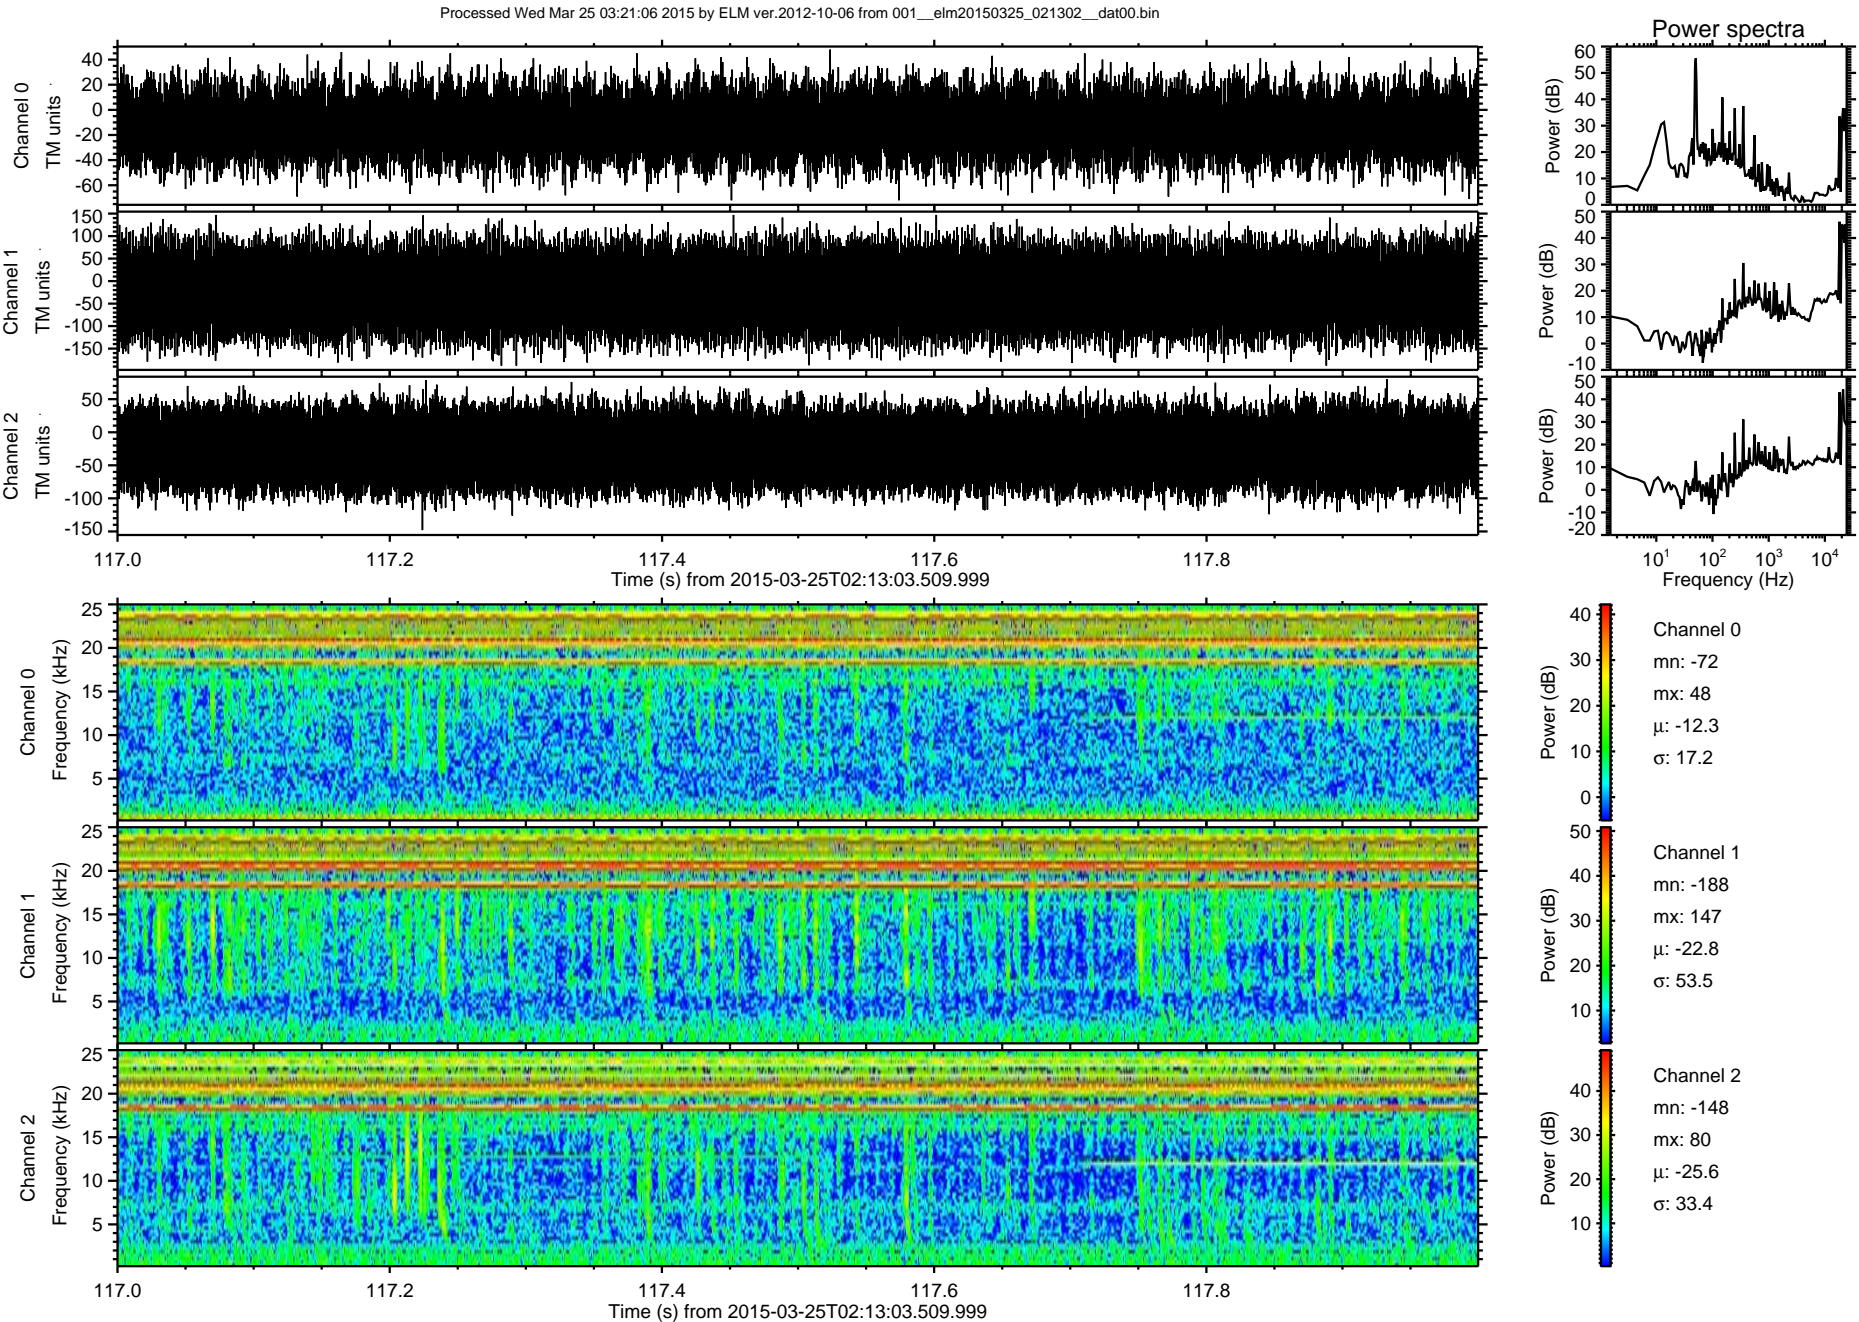 Processed Wed Mar 25 03:21:06 2015 by ELM ver.2012-10-06 from 001__elm20150325_021302__dat00.bin
Power spectra
Channel 0
TM units
40
20
0
-20
-40
-60
Power (dB)
60
50
40
30
20
10
0
Channel 1
TM units
150
100
50
0
-50
-100
-150
Power (dB)
50
40
30
20
10
0
-10
Channel 2
TM units
50
0
-50
-100
-150
Power (dB)
50
40
30
20
10
0
-10
-20
117.0 117.2 117.4 117.6 117.8
Time (s) from 2015-03-25T02:13:03.509.999
10^1 10^2 10^3 10^4
Frequency (Hz)
Channel 0
Frequency (kHz)
25
20
15
10
5
Power (dB)
40
30
20
10
0
Channel 0
mn: -72
mx: 48
μ: -12.3
σ: 17.2
Channel 1
Frequency (kHz)
25
20
15
10
5
Power (dB)
50
40
30
20
10
Channel 1
mn: -188
mx: 147
μ: -22.8
σ: 53.5
Channel 2
Frequency (kHz)
25
20
15
10
5
Power (dB)
40
30
20
10
Channel 2
mn: -148
mx: 80
μ: -25.6
σ: 33.4
117.0 117.2 117.4 117.6 117.8
Time (s) from 2015-03-25T02:13:03.509.999